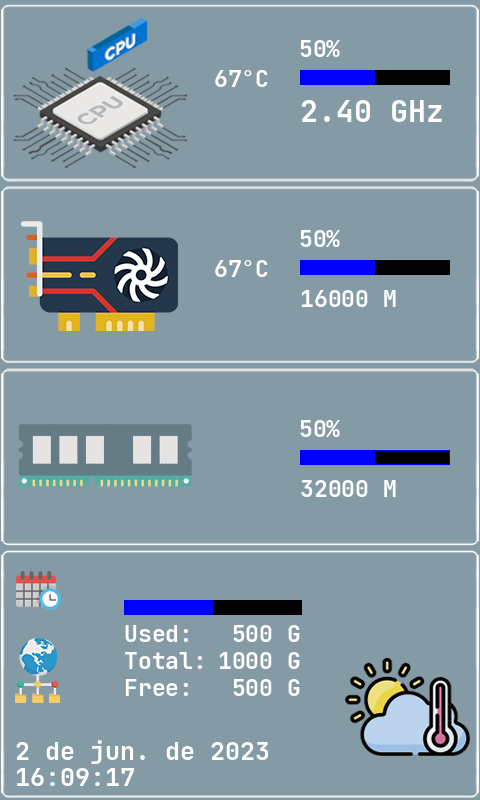 CPU
CPU
50%
67°C
2.40 GHz
50%
67°C
16000 M
50%
32000 M
Used: 500 G
Total: 1000 G
Free: 500 G
2 de jun. de 2023
16:09:17